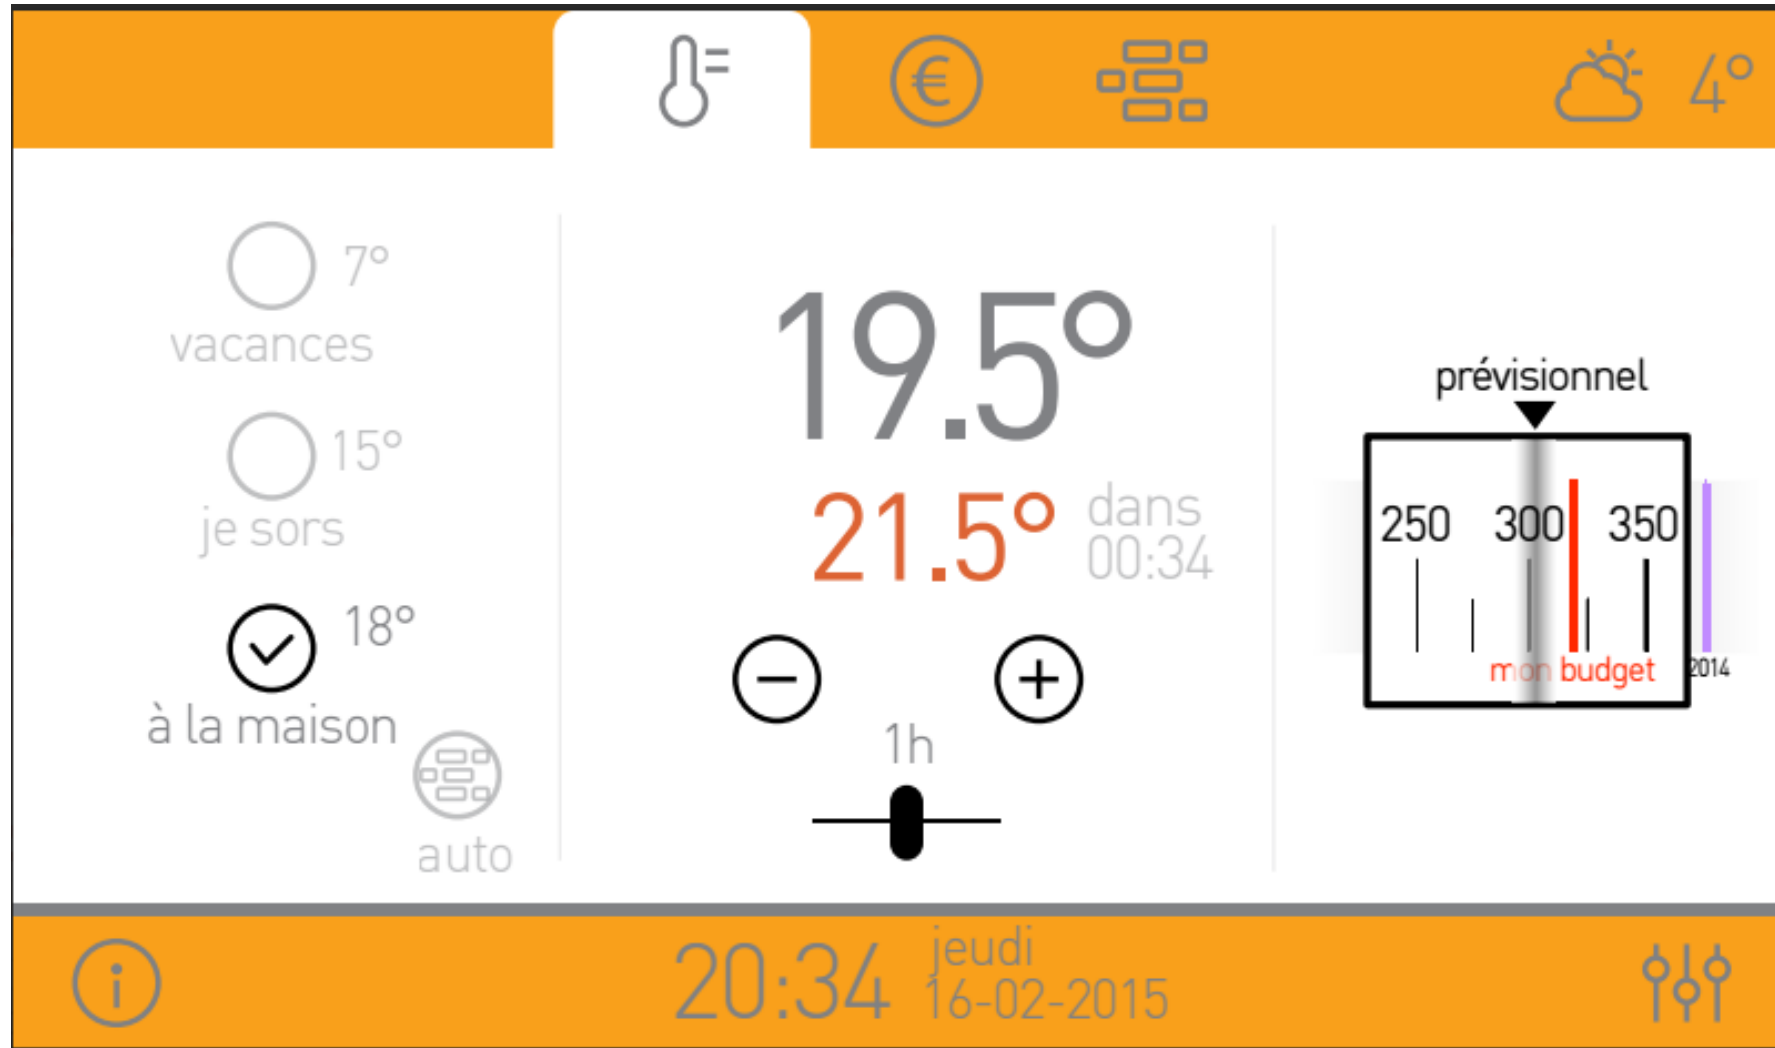 €
4°
7°
vacances
15°
je sors
18°
à la maison
auto
19.5°
21.5°
dans
00:34
1h
prévisionnel
250 300 350
mon budget
2014
i
20:34
jeudi
16-02-2015